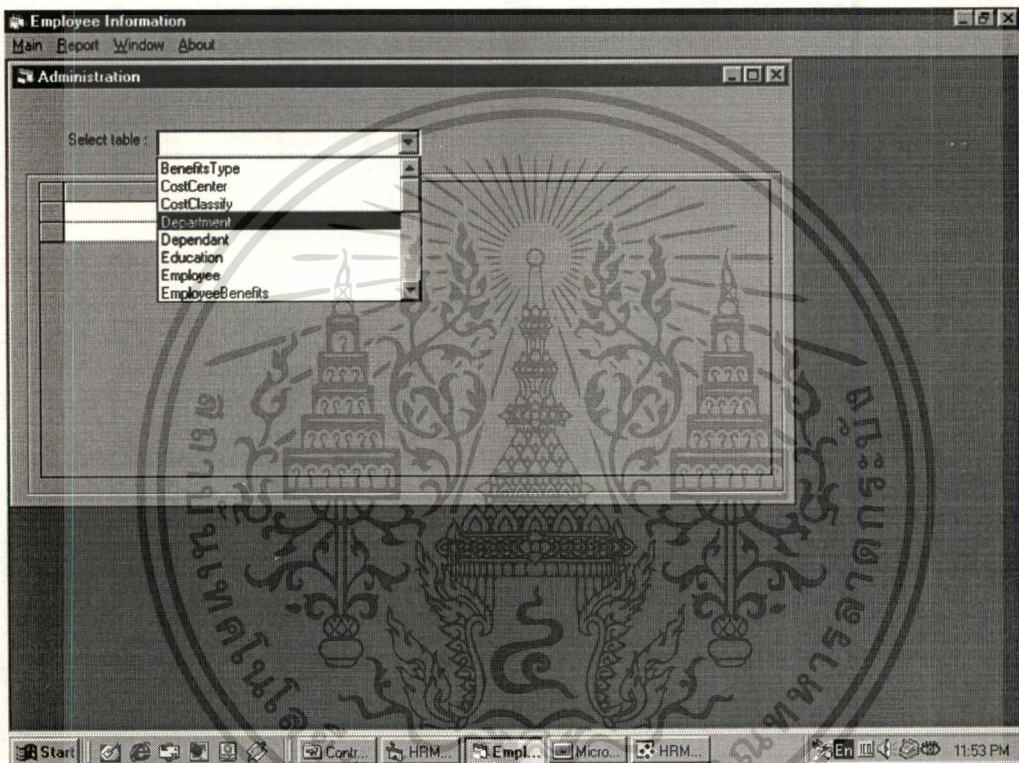 Employee Information
Main Report Window About
Administration
Select table :
BenefitsType
CostCenter
CostClassify
Department
Dependant
Education
Employee
EmployeeBenefits
Start Contr... HRM... Empl... Micro... HRM... En 11:53 PM